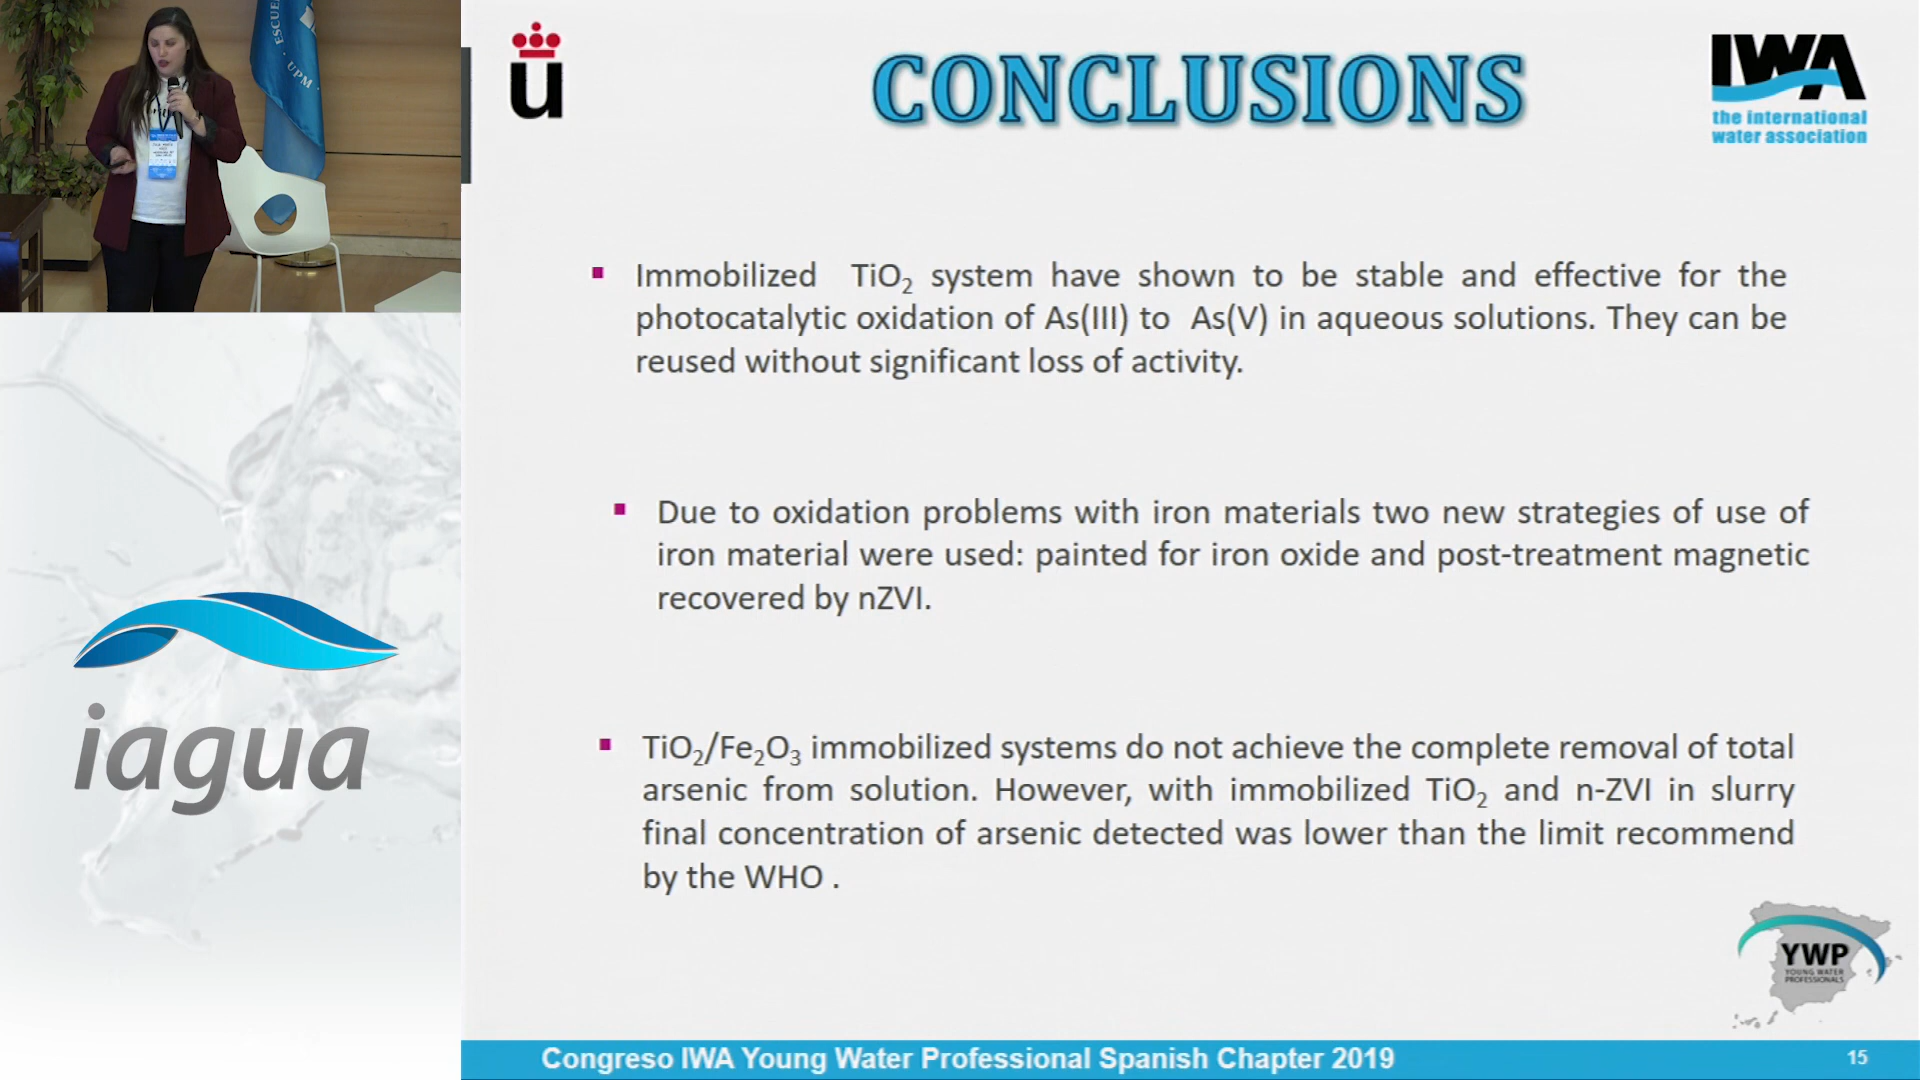 ESCUE
UPM
u
CONCLUSIONS
IWA
the international
water association
▪ Immobilized TiO₂ system have shown to be stable and effective for the
photocatalytic oxidation of As(III) to As(V) in aqueous solutions. They can be
reused without significant loss of activity.
▪ Due to oxidation problems with iron materials two new strategies of use of
iron material were used: painted for iron oxide and post-treatment magnetic
recovered by nZVI.
▪ TiO₂/Fe₂O₃ immobilized systems do not achieve the complete removal of total
arsenic from solution. However, with immobilized TiO₂ and n-ZVI in slurry
final concentration of arsenic detected was lower than the limit recommend
by the WHO .
iagua
YWP
YOUNG WATER
PROFESSIONALS
Congreso IWA Young Water Professional Spanish Chapter 2019
15